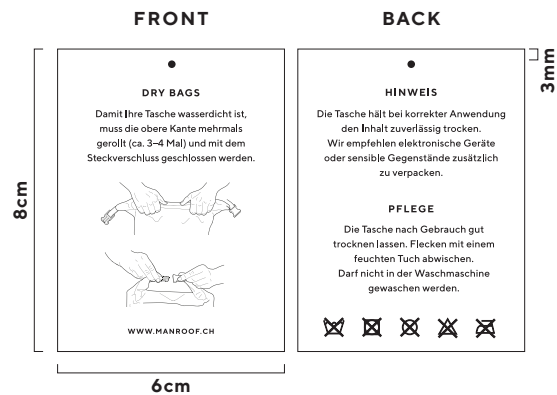 FRONT
BACK
8cm
3mm
6cm
DRY BAGS
Damit Ihre Tasche wasserdicht ist,
muss die obere Kante mehrmals
gerollt (ca. 3–4 Mal) und mit dem
Steckverschluss geschlossen werden.
WWW.MANROOF.CH
HINWEIS
Die Tasche hält bei korrekter Anwendung
den Inhalt zuverlässig trocken.
Wir empfehlen elektronische Geräte
oder sensible Gegenstände zusätzlich
zu verpacken.
PFLEGE
Die Tasche nach Gebrauch gut
trocknen lassen. Flecken mit einem
feuchten Tuch abwischen.
Darf nicht in der Waschmaschine
gewaschen werden.